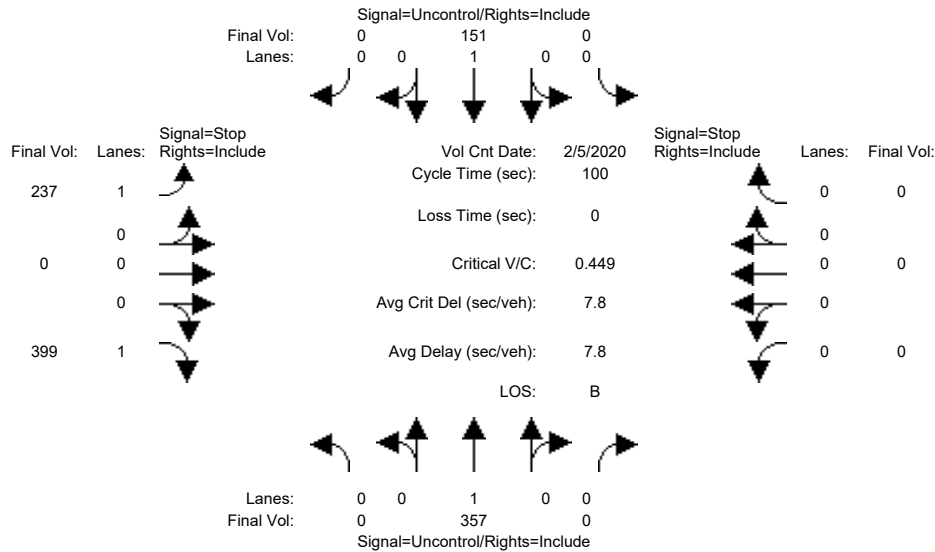 Signal=Uncontrol/Rights=Include
Final Vol: 0 151 0
Lanes: 0 0 1 0 0
Signal=Stop
Final Vol: Lanes: Rights=Include
Vol Cnt Date: 2/5/2020
Signal=Stop
Rights=Include Lanes: Final Vol:
Cycle Time (sec): 100
237 1
0 0
Loss Time (sec): 0
0
0
0 0
Critical V/C: 0.449
0 0
0
Avg Crit Del (sec/veh): 7.8
0
399 1
Avg Delay (sec/veh): 7.8
0 0
LOS: B
Lanes: 0 0 1 0 0
Final Vol: 0 357 0
Signal=Uncontrol/Rights=Include